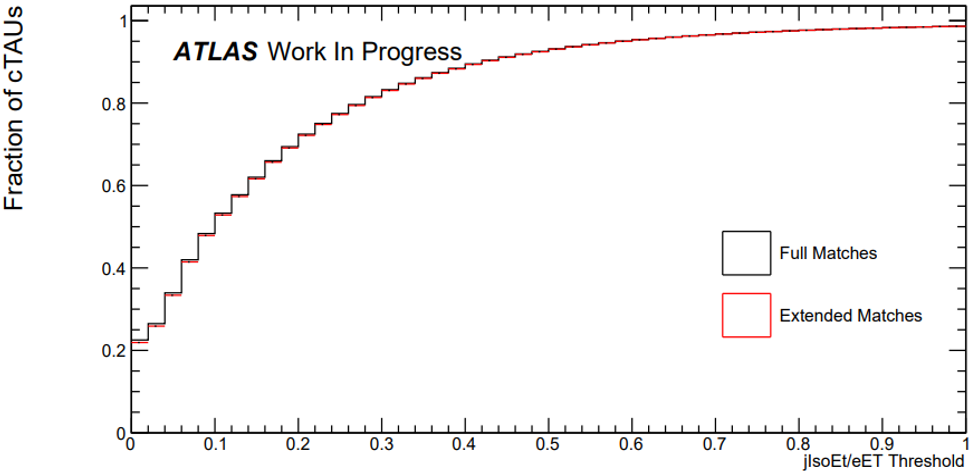 Fraction of cTAUs
1
0.8
0.6
0.4
0.2
0
ATLAS Work In Progress
Full Matches
Extended Matches
0 0.1 0.2 0.3 0.4 0.5 0.6 0.7 0.8 0.9 1
jIsoEt/eET Threshold